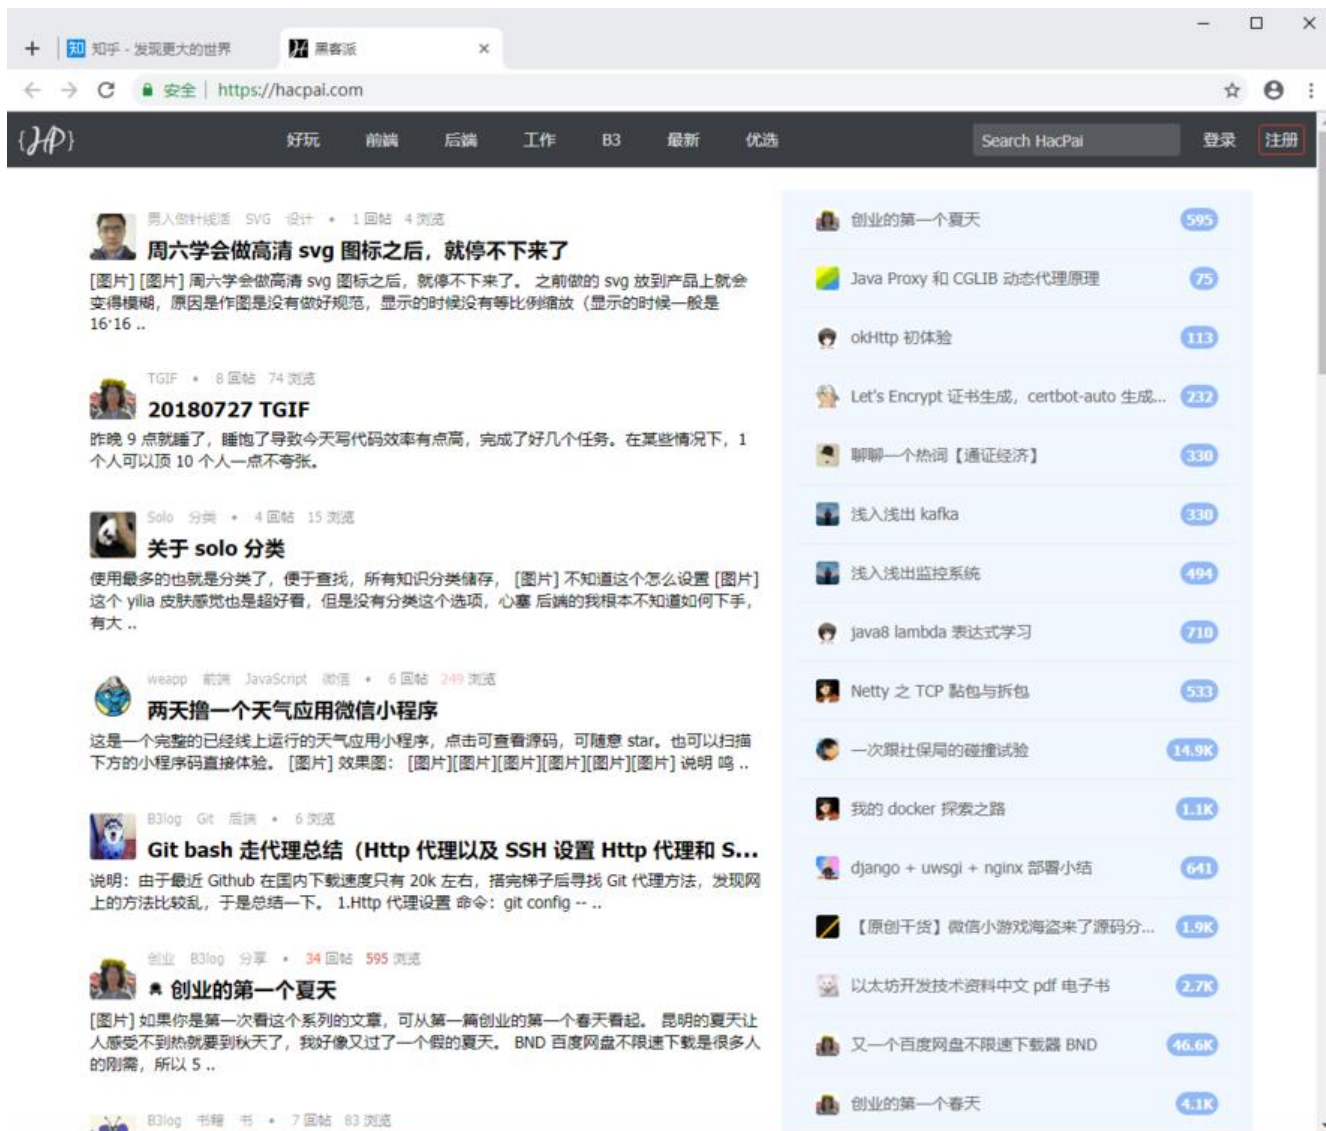 知乎 - 发现更大的世界
黑客派
安全 | https://hacpai.com
{HP}
好玩 前端 后端 工作 B3 最新 优选
Search HacPai
登录 注册
男人做针线活 SVG 设计 • 1 回帖 4 浏览
周六学会做高清 svg 图标之后，就停不下来了
[图片] [图片] 周六学会做高清 svg 图标之后，就停不下来了。 之前做的 svg 放到产品上就会
变得模糊，原因是作图是没有做好规范，显示的时候没有等比例缩放（显示的时候一般是
16*16 ..
TGIF • 8 回帖 74 浏览
20180727 TGIF
昨晚 9 点就睡了，睡饱了导致今天写代码效率有点高，完成了好几个任务。在某些情况下，1
个人可以顶 10 个人一点不夸张。
Solo 分类 • 4 回帖 15 浏览
关于 solo 分类
使用最多的也就是分类了，便于查找，所有知识分类储存， [图片] 不知道这个怎么设置 [图片]
这个 yilia 皮肤感觉也是超好看，但是没有分类这个选项，心塞 后端的我根本不知道如何下手，
有大 ..
weapp 前端 JavaScript 微信 • 6 回帖 249 浏览
两天撸一个天气应用微信小程序
这是一个完整的已经线上运行的天气应用小程序，点击可查看源码，可随意 star。也可以扫描
下方的小程序码直接体验。 [图片] 效果图： [图片][图片][图片][图片][图片][图片] 说明 鸣 ..
B3log Git 后端 • 6 浏览
Git bash 走代理总结（Http 代理以及 SSH 设置 Http 代理和 S...
说明：由于最近 Github 在国内下载速度只有 20k 左右，搭完梯子后寻找 Git 代理方法，发现网
上的方法比较乱，于是总结一下。 1.Http 代理设置 命令：git config -- ..
创业 B3log 分享 • 34 回帖 595 浏览
创业的第一个夏天
[图片] 如果你是第一次看这个系列的文章，可从第一篇创业的第一个春天看起。 昆明的夏天让
人感受不到热就要到秋天了，我好像又过了一个假的夏天。 BND 百度网盘不限速下载是很多人
的刚需，所以 5 ..
B3log 书籍 书 • 7 回帖 83 浏览
创业的第一个夏天 595
Java Proxy 和 CGLIB 动态代理原理 75
okHttp 初体验 113
Let's Encrypt 证书生成，certbot-auto 生成... 232
聊聊一个热词【通证经济】 330
浅入浅出 kafka 330
浅入浅出监控系统 494
java8 lambda 表达式学习 710
Netty 之 TCP 黏包与拆包 533
一次跟社保局的碰撞试验 14.9K
我的 docker 探索之路 1.1K
django + uwsgi + nginx 部署小结 641
【原创干货】微信小游戏海盗来了源码分... 1.9K
以太坊开发技术资料中文 pdf 电子书 2.7K
又一个百度网盘不限速下载器 BND 46.6K
创业的第一个春天 4.1K